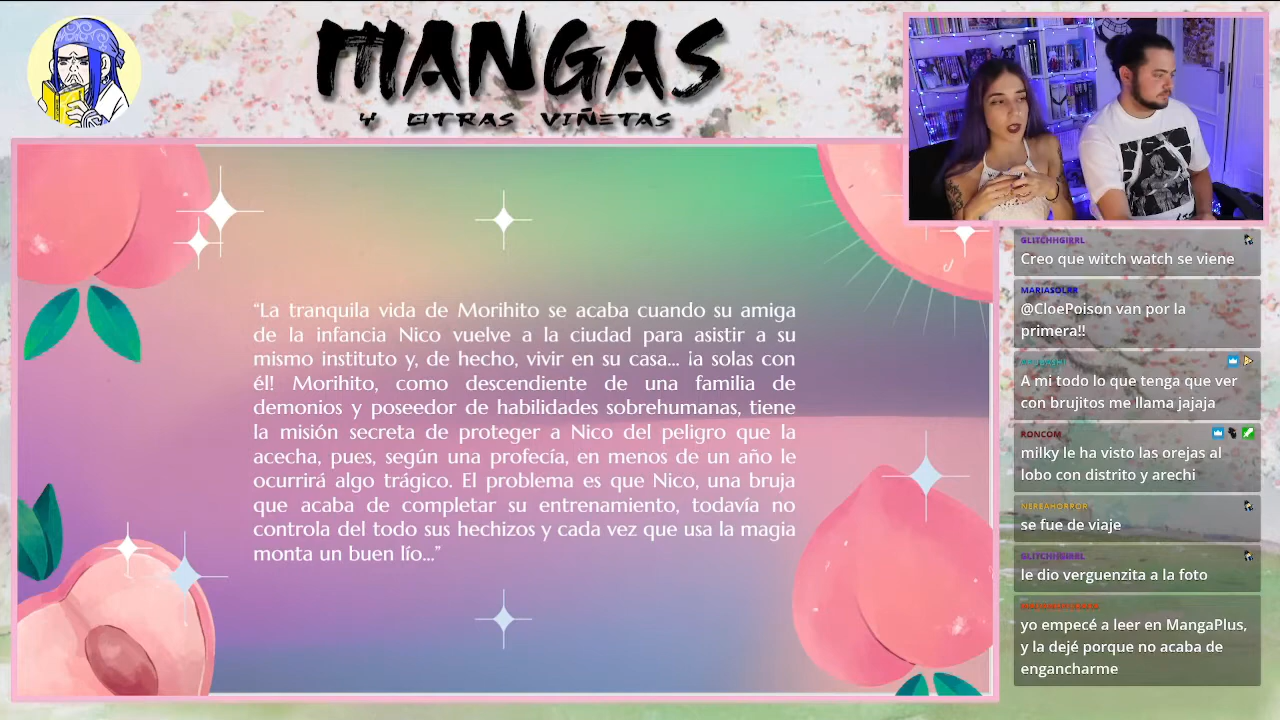 MANGAS
Y OTRAS VIÑETAS
“La tranquila vida de Morihito se acaba cuando su amiga
de la infancia Nico vuelve a la ciudad para asistir a su
mismo instituto y, de hecho, vivir en su casa... ¡a solas con
él! Morihito, como descendiente de una familia de
demonios y poseedor de habilidades sobrehumanas, tiene
la misión secreta de proteger a Nico del peligro que la
acecha, pues, según una profecía, en menos de un año le
ocurrirá algo trágico. El problema es que Nico, una bruja
que acaba de completar su entrenamiento, todavía no
controla del todo sus hechizos y cada vez que usa la magia
monta un buen lío...”
GLITCHHGIRRL
Creo que witch watch se viene
MARIASOLAR
@CloePoison van por la
primera!!
A mi todo lo que tenga que ver
con brujitos me llama jajaja
RONCOM
milky le ha visto las orejas al
lobo con distrito y arechi
NEREAHORROR
se fue de viaje
GLITCHHGIRRL
le dio verguenzita a la foto
yo empecé a leer en MangaPlus,
y la dejé porque no acaba de
engancharme